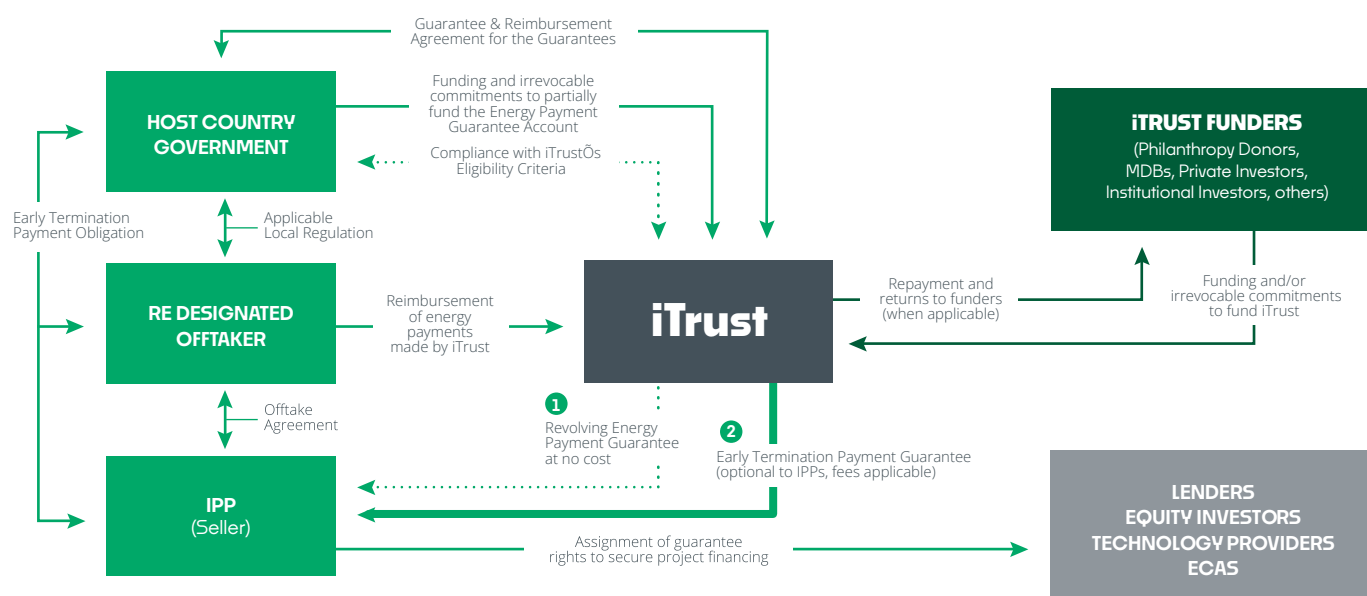 Guarantee & Reimbursement
Agreement for the Guarantees
HOST COUNTRY
GOVERNMENT
Funding and irrevocable
commitments to partially
fund the Energy Payment
Guarantee Account
Compliance with iTrustÕs
Eligibility Criteria
iTRUST FUNDERS
(Philanthropy Donors,
MDBs, Private Investors,
Institutional Investors, others)
Early Termination
Payment Obligation
Applicable
Local Regulation
RE DESIGNATED
OFFTAKER
Reimbursement
of energy
payments
made by iTrust
iTrust
Repayment and
returns to funders
(when applicable)
Funding and/or
irrevocable commitments
to fund iTrust
Offtake
Agreement
1
Revolving Energy
Payment Guarantee
at no cost
2
Early Termination Payment Guarantee
(optional to IPPs, fees applicable)
IPP
(Seller)
Assignment of guarantee
rights to secure project financing
LENDERS
EQUITY INVESTORS
TECHNOLOGY PROVIDERS
ECAS